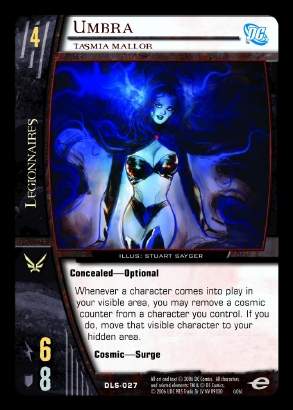 4
UMBRA
TASMIA MALLOR
DC
LEGIONNAIRES
ILLUS: STUART SAYGER
Concealed—Optional
Whenever a character comes into play in
your visible area, you may remove a cosmic
counter from a character you control. If you
do, move that visible character to your
hidden area.
Cosmic—Surge
6
8
DLS-027